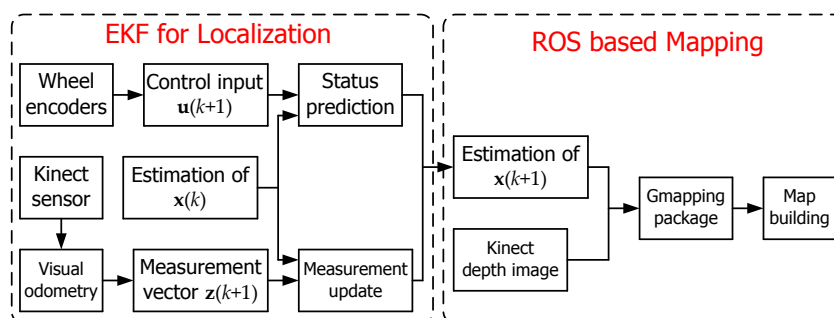 EKF for Localization
Wheel
encoders
Control input
u(k+1)
Status
prediction
Kinect
sensor
Estimation of
x(k)
Visual
odometry
Measurement
vector z(k+1)
Measurement
update
ROS based Mapping
Estimation of
x(k+1)
Kinect
depth image
Gmapping
package
Map
building